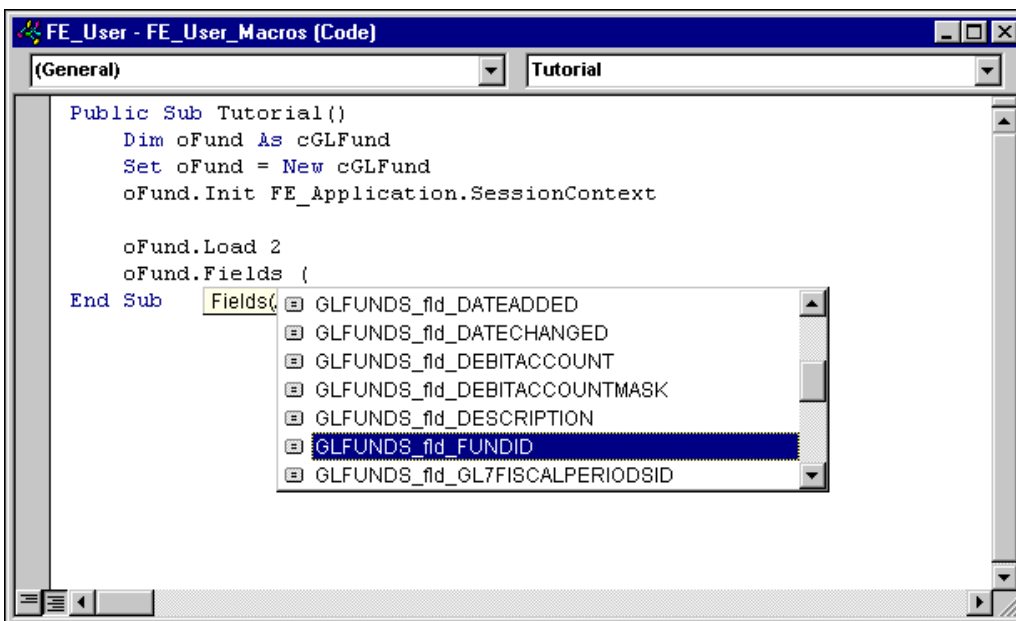 FE_User - FE_User_Macros (Code)
(General) Tutorial
Public Sub Tutorial()
Dim oFund As cGLFund
Set oFund = New cGLFund
oFund.Init FE_Application.SessionContext
oFund.Load 2
oFund.Fields (
End Sub Fields(
GLFUNDS_fld_DATEADDED
GLFUNDS_fld_DATECHANGED
GLFUNDS_fld_DEBITACCOUNT
GLFUNDS_fld_DEBITACCOUNTMASK
GLFUNDS_fld_DESCRIPTION
GLFUNDS_fld_FUNDID
GLFUNDS_fld_GL7FISCALPERIODSID